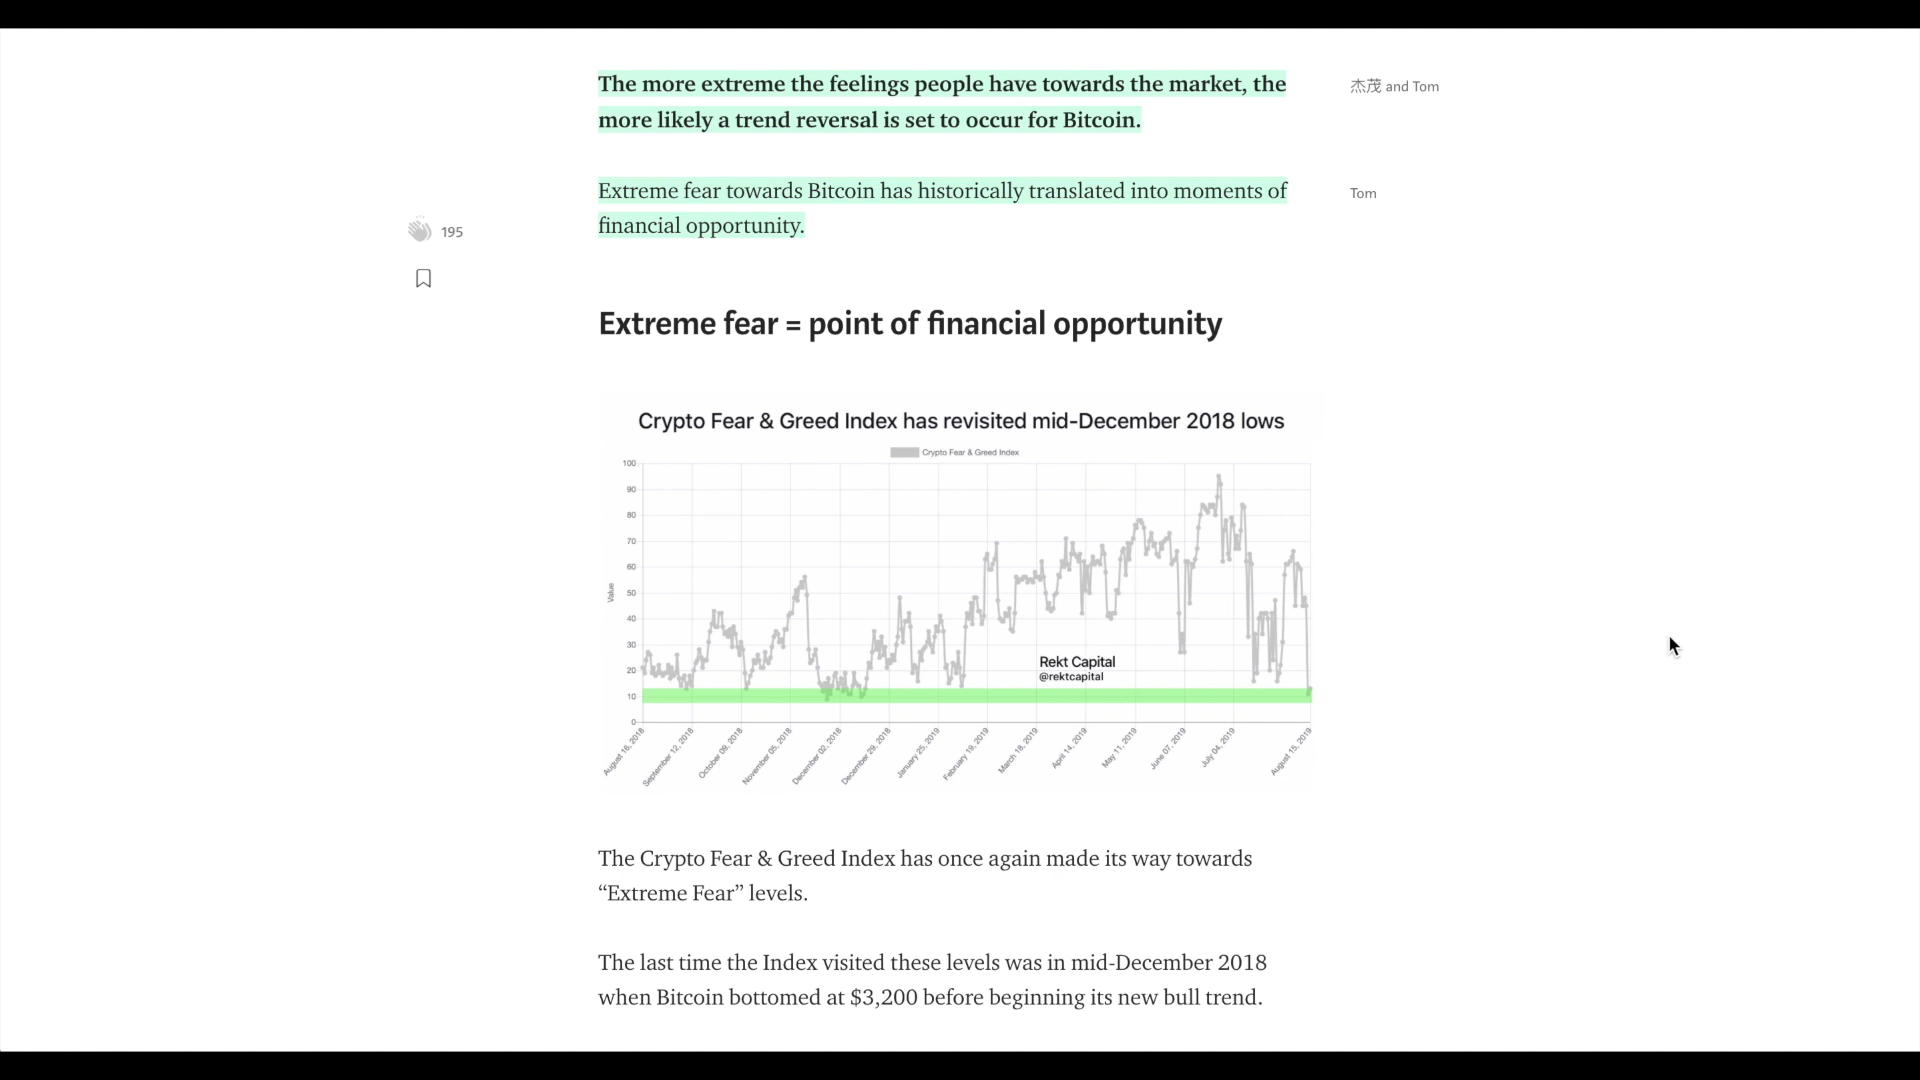 The more extreme the feelings people have towards the market, the
more likely a trend reversal is set to occur for Bitcoin.
杰茂 and Tom
Extreme fear towards Bitcoin has historically translated into moments of
financial opportunity.
Tom
195
Extreme fear = point of financial opportunity
Crypto Fear & Greed Index has revisited mid-December 2018 lows
Crypto Fear & Greed Index
100
90
80
70
60
50
40
30
20
10
0
Value
Rekt Capital
@rektcapital
August 16, 2018
September 12, 2018
October 09, 2018
November 05, 2018
December 02, 2018
December 29, 2018
January 25, 2019
February 19, 2019
March 18, 2019
April 14, 2019
May 11, 2019
June 07, 2019
July 04, 2019
August 15, 2019
The Crypto Fear & Greed Index has once again made its way towards
“Extreme Fear” levels.
The last time the Index visited these levels was in mid-December 2018
when Bitcoin bottomed at $3,200 before beginning its new bull trend.